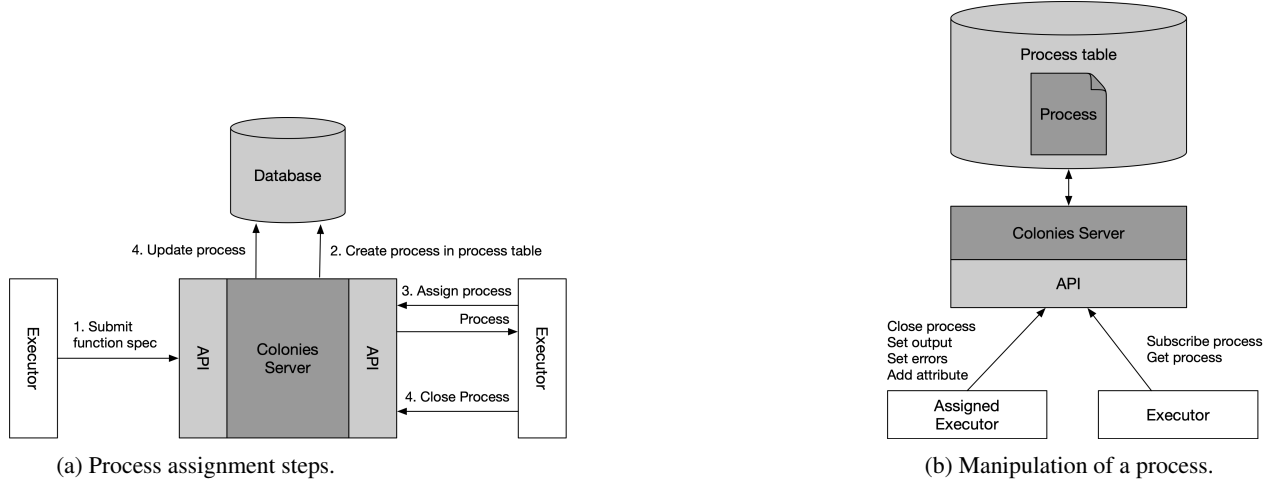 Database
4. Update process
2. Create process in process table
Executor
1. Submit
function spec
API
Colonies
Server
API
3. Assign process
Process
4. Close Process
Executor
(a) Process assignment steps.
Process table
Process
Colonies Server
API
Close process
Set output
Set errors
Add attribute
Subscribe process
Get process
Assigned
Executor
Executor
(b) Manipulation of a process.